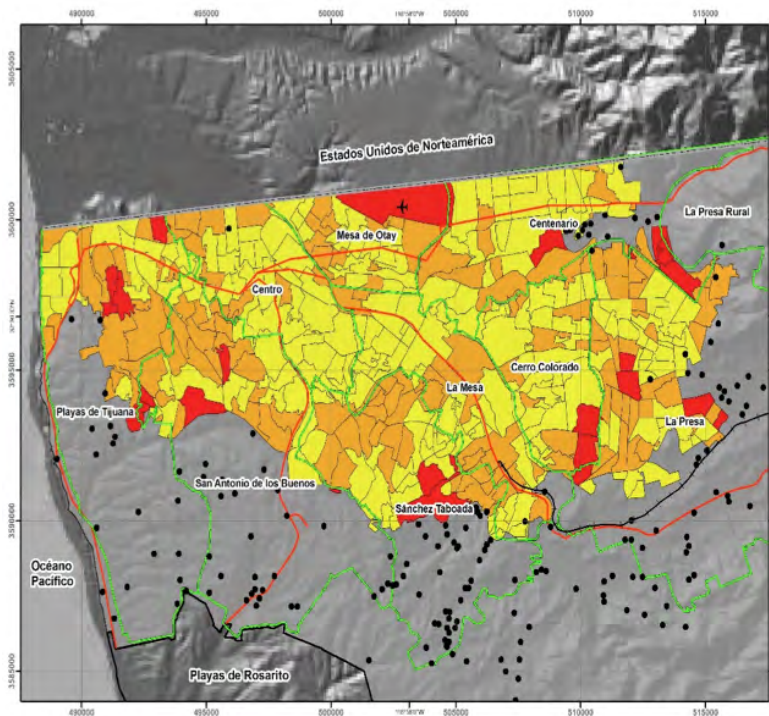 490000 495000 500000 505000 510000 515000
3605000
Estados Unidos de Norteamérica
3600000
La Presa Rural
Centenario
Mesa de Otay
Centro
3595000
Cerro Colorado
La Mesa
Playas de Tijuana
La Presa
San Antonio de los Buenos
Sánchez Taboada
3590000
Océano
Pacífico
Playas de Rosarito
3585000
490000 495000 500000 505000 510000 515000